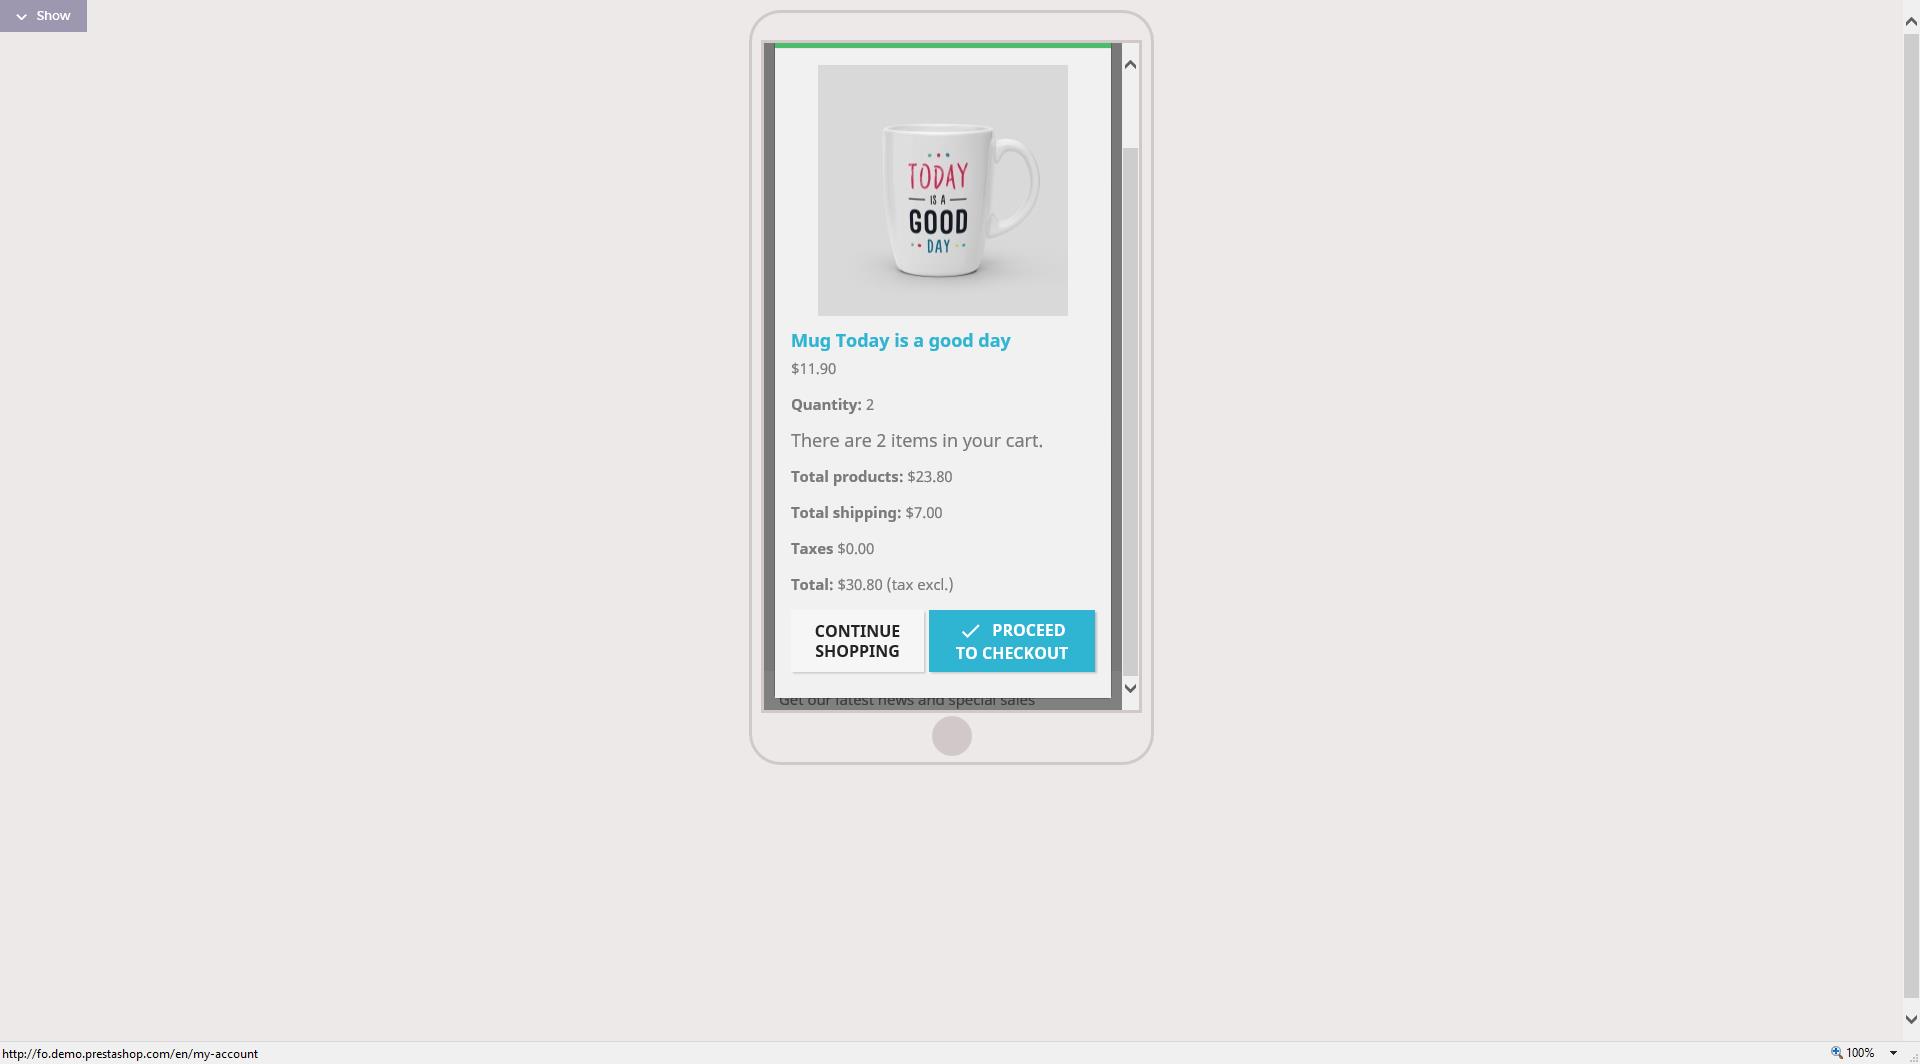 Show
TODAY
IS A
GOOD
DAY
Mug Today is a good day
$11.90
Quantity: 2
There are 2 items in your cart.
Total products: $23.80
Total shipping: $7.00
Taxes $0.00
Total: $30.80 (tax excl.)
CONTINUE
SHOPPING
PROCEED
TO CHECKOUT
Get our latest news and special sales
http://fo.demo.prestashop.com/en/my-account
100%